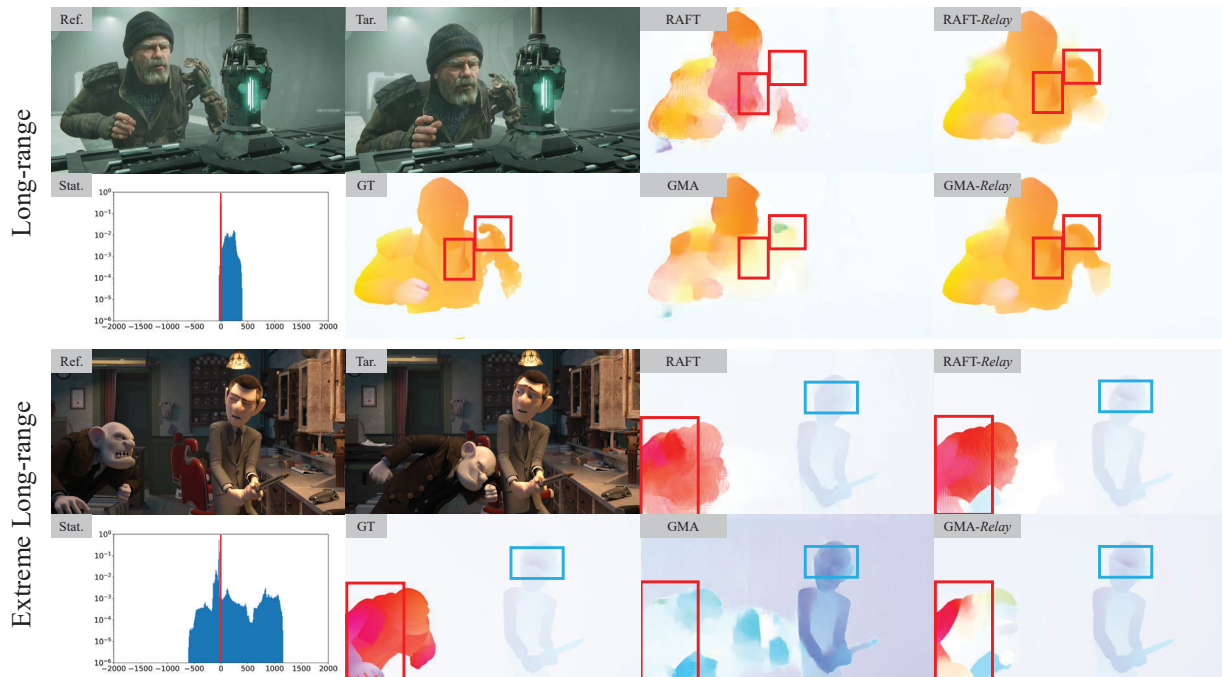 Long-range
Ref.
Tar.
RAFT
RAFT-Relay
Stat.
10⁰
10⁻¹
10⁻²
10⁻³
10⁻⁴
10⁻⁵
10⁻⁶
−2000 −1500 −1000 −500 0 500 1000 1500 2000
GT
GMA
GMA-Relay
Extreme Long-range
Ref.
Tar.
RAFT
RAFT-Relay
Stat.
10⁰
10⁻¹
10⁻²
10⁻³
10⁻⁴
10⁻⁵
10⁻⁶
−2000 −1500 −1000 −500 0 500 1000 1500 2000
GT
GMA
GMA-Relay